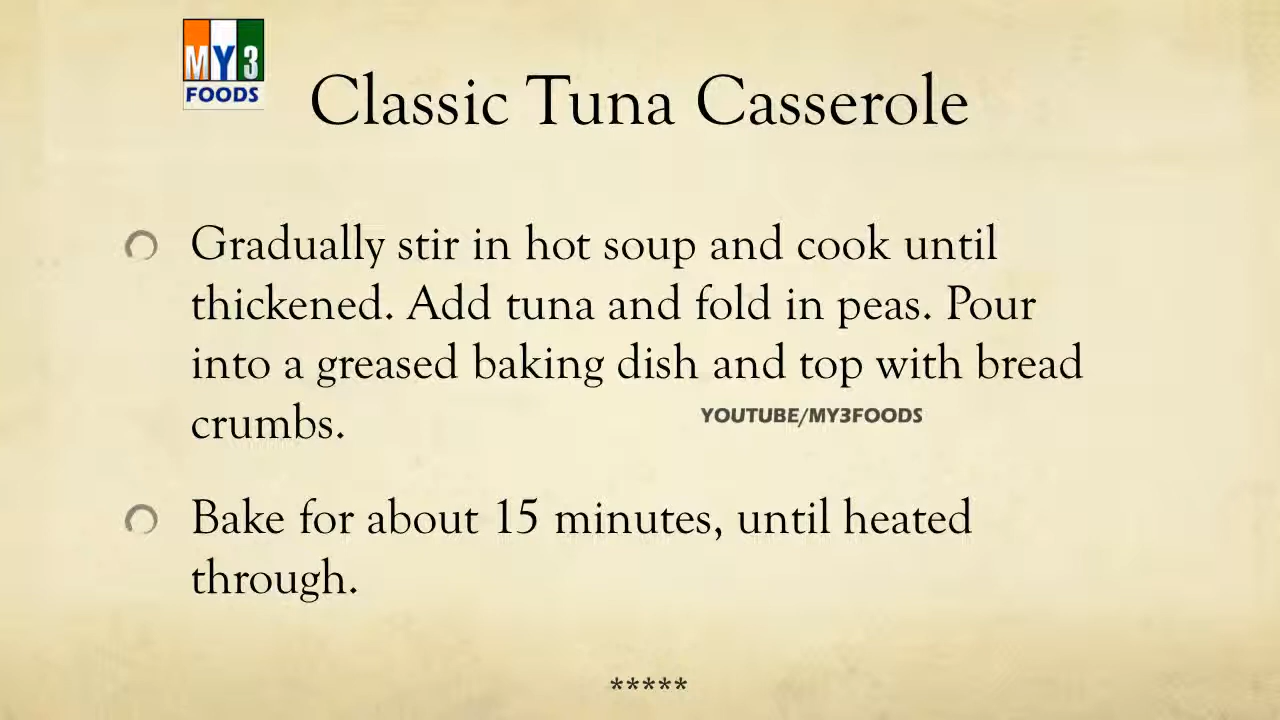 MY3
FOODS
Classic Tuna Casserole
Gradually stir in hot soup and cook until
thickened. Add tuna and fold in peas. Pour
into a greased baking dish and top with bread
crumbs.
YOUTUBE/MY3FOODS
Bake for about 15 minutes, until heated
through.
*****